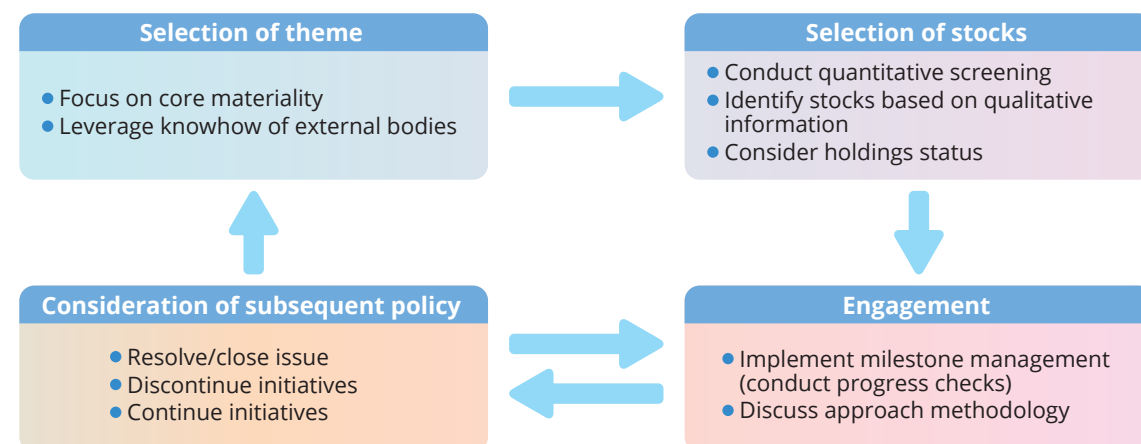 Selection of theme
• Focus on core materiality
• Leverage knowhow of external bodies
Selection of stocks
• Conduct quantitative screening
• Identify stocks based on qualitative
information
• Consider holdings status
Consideration of subsequent policy
• Resolve/close issue
• Discontinue initiatives
• Continue initiatives
Engagement
• Implement milestone management
(conduct progress checks)
• Discuss approach methodology